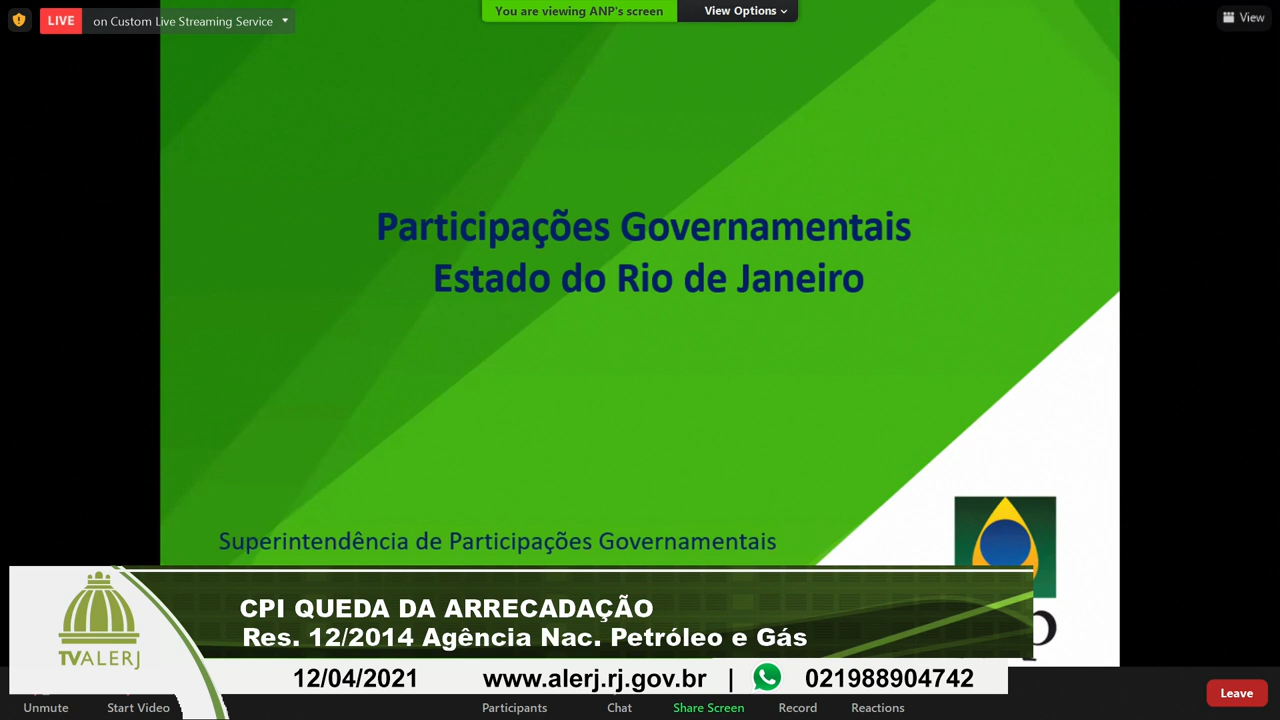 LIVE on Custom Live Streaming Service
You are viewing ANP's screen
View Options
View
Participações Governamentais
Estado do Rio de Janeiro
Superintendência de Participações Governamentais
TVALERJ
CPI QUEDA DA ARRECADAÇÃO
Res. 12/2014 Agência Nac. Petróleo e Gás
12/04/2021 www.alerj.rj.gov.br | 021988904742
Unmute Start Video Participants Chat Share Screen Record Reactions Leave